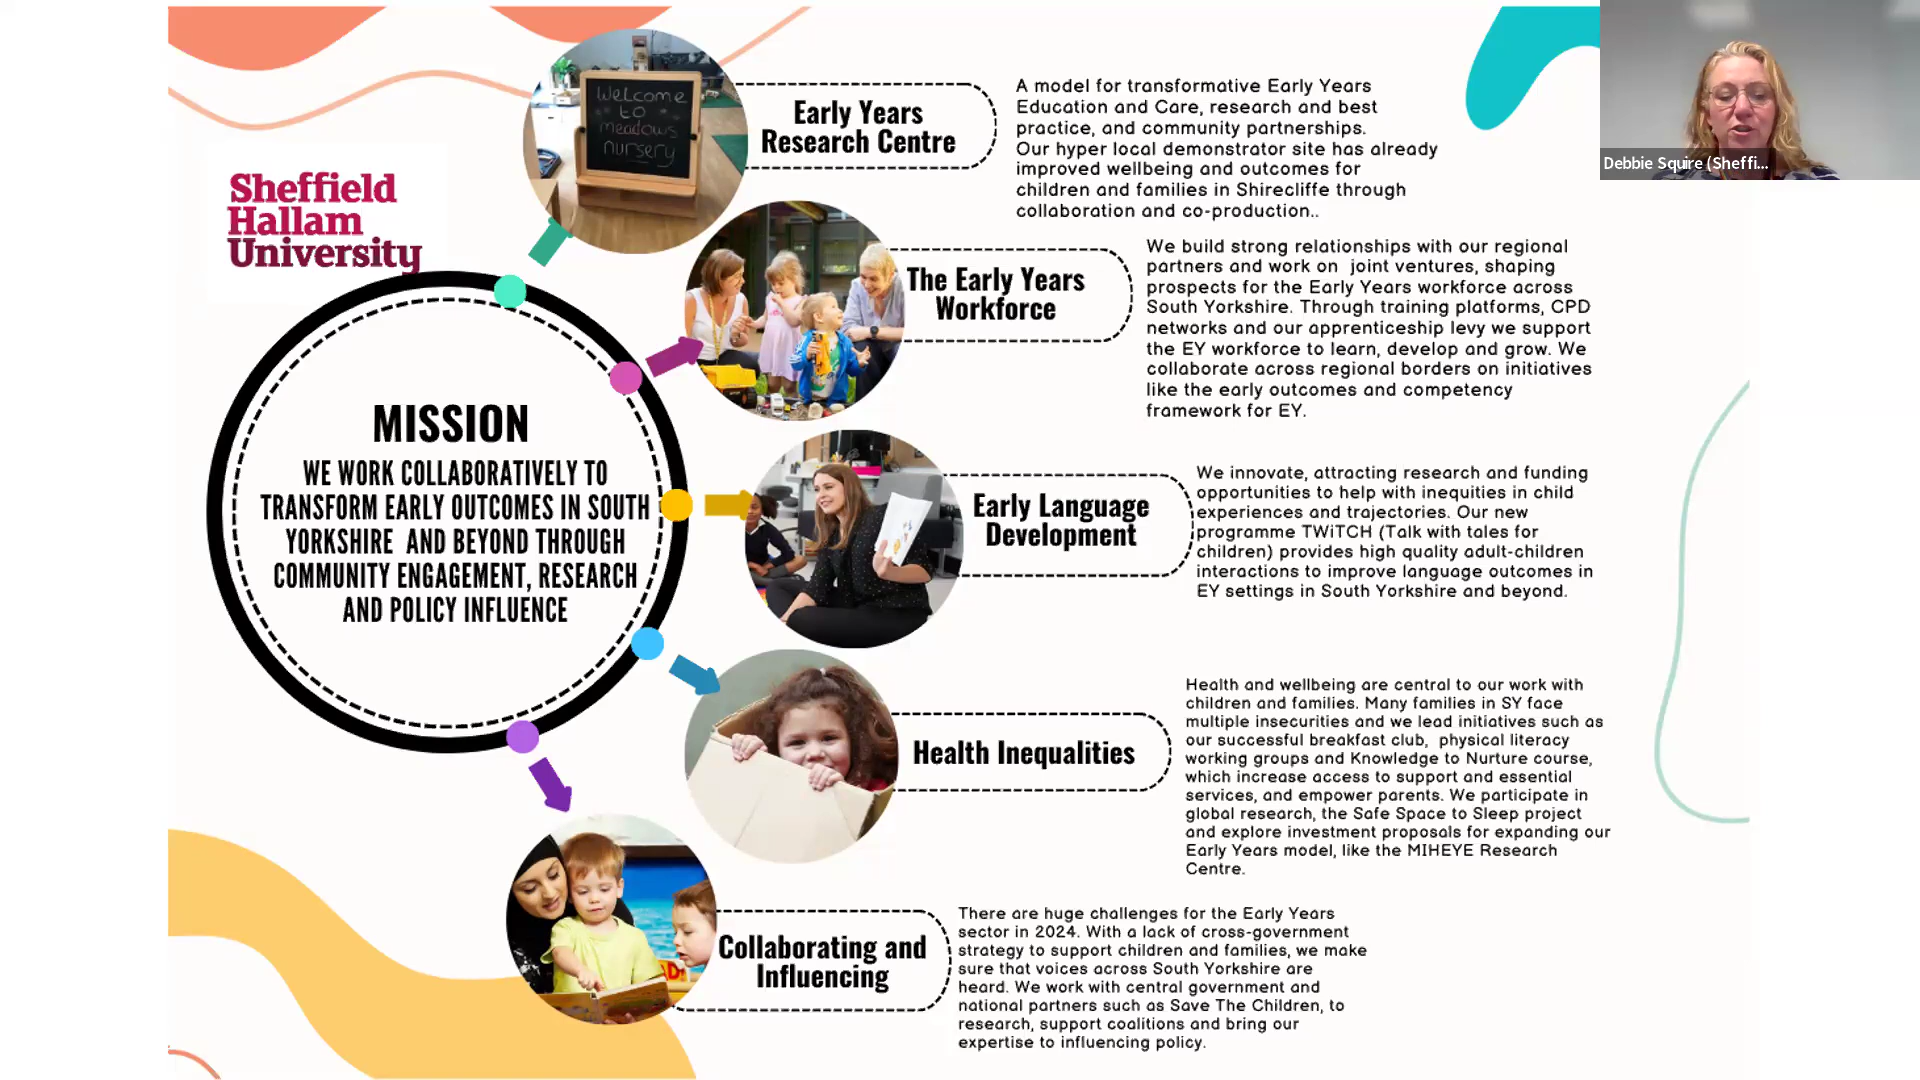 Sheffield
Hallam
University
MISSION
WE WORK COLLABORATIVELY TO
TRANSFORM EARLY OUTCOMES IN SOUTH
YORKSHIRE AND BEYOND THROUGH
COMMUNITY ENGAGEMENT, RESEARCH
AND POLICY INFLUENCE
Welcome
to
meadows
nursery
Early Years
Research Centre
A model for transformative Early Years
Education and Care, research and best
practice, and community partnerships.
Our hyper local demonstrator site has already
improved wellbeing and outcomes for
children and families in Shirecliffe through
collaboration and co-production..
The Early Years
Workforce
We build strong relationships with our regional
partners and work on joint ventures, shaping
prospects for the Early Years workforce across
South Yorkshire. Through training platforms, CPD
networks and our apprenticeship levy we support
the EY workforce to learn, develop and grow. We
collaborate across regional borders on initiatives
like the early outcomes and competency
framework for EY.
Early Language
Development
We innovate, attracting research and funding
opportunities to help with inequities in child
experiences and trajectories. Our new
programme TWiTCH (Talk with tales for
children) provides high quality adult-children
interactions to improve language outcomes in
EY settings in South Yorkshire and beyond.
Health Inequalities
Health and wellbeing are central to our work with
children and families. Many families in SY face
multiple insecurities and we lead initiatives such as
our successful breakfast club, physical literacy
working groups and Knowledge to Nurture course,
which increase access to support and essential
services, and empower parents. We participate in
global research, the Safe Space to Sleep project
and explore investment proposals for expanding our
Early Years model, like the MIHEYE Research
Centre.
Collaborating and
Influencing
There are huge challenges for the Early Years
sector in 2024. With a lack of cross-government
strategy to support children and families, we make
sure that voices across South Yorkshire are
heard. We work with central government and
national partners such as Save The Children, to
research, support coalitions and bring our
expertise to influencing policy.
Debbie Squire (Sheffi...